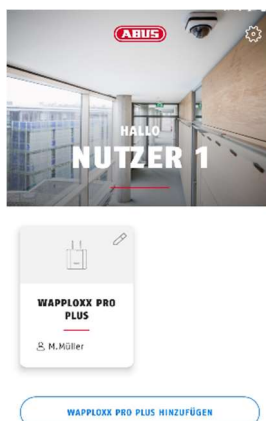 ABUS
HALLO
NUTZER 1
WAPPLOXX PRO
PLUS
M.Müller
WAPPLOXX PRO PLUS HINZUFÜGEN